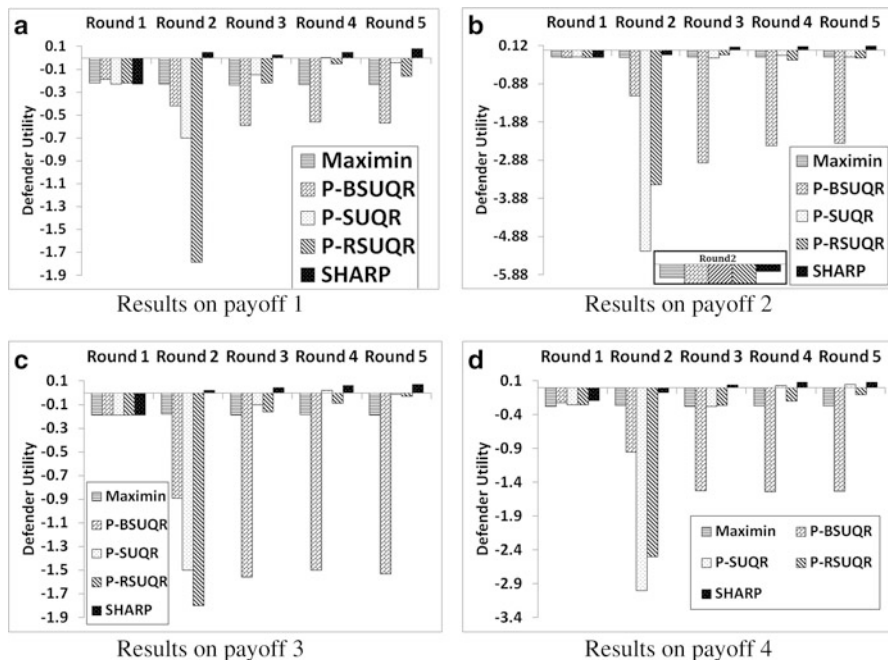 a
Round 1 Round 2 Round 3 Round 4 Round 5
0.1
-0.1
-0.3
-0.5
-0.7
-0.9
-1.1
-1.3
-1.5
-1.7
-1.9
Defender Utility
Maximin
P-BSUQR
P-SUQR
P-RSUQR
SHARP
Results on payoff 1
b
Round 1 Round 2 Round 3 Round 4 Round 5
0.12
-0.88
-1.88
-2.88
-3.88
-4.88
-5.88
Defender Utility
Maximin
P-BSUQR
P-SUQR
P-RSUQR
SHARP
Round2
Results on payoff 2
c
Round 1 Round 2 Round 3 Round 4 Round 5
0.1
-0.1
-0.3
-0.5
-0.7
-0.9
-1.1
-1.3
-1.5
-1.7
-1.9
Defender Utility
Maximin
P-BSUQR
P-SUQR
P-RSUQR
SHARP
Results on payoff 3
d
Round 1 Round 2 Round 3 Round 4 Round 5
0.1
-0.4
-0.9
-1.4
-1.9
-2.4
-2.9
-3.4
Defender Utility
Maximin P-BSUQR
P-SUQR P-RSUQR
SHARP
Results on payoff 4